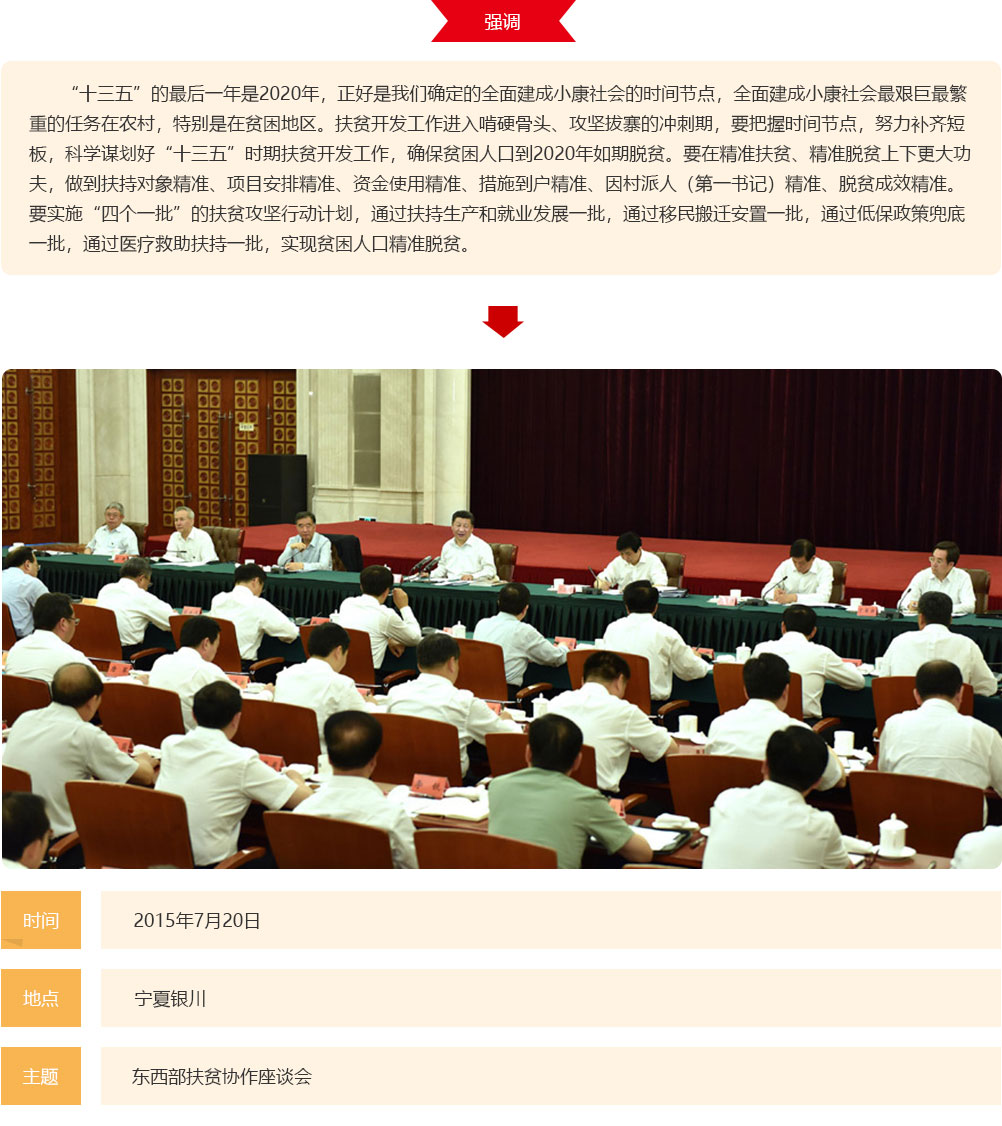 强调
“十三五”的最后一年是2020年，正好是我们确定的全面建成小康社会的时间节点，全面建成小康社会最艰巨最繁
重的任务在农村，特别是在贫困地区。扶贫开发工作进入啃硬骨头、攻坚拔寨的冲刺期，要把握时间节点，努力补齐短
板，科学谋划好“十三五”时期扶贫开发工作，确保贫困人口到2020年如期脱贫。要在精准扶贫、精准脱贫上下更大功
夫，做到扶持对象精准、项目安排精准、资金使用精准、措施到户精准、因村派人（第一书记）精准、脱贫成效精准。
要实施“四个一批”的扶贫攻坚行动计划，通过扶持生产和就业发展一批，通过移民搬迁安置一批，通过低保政策兜底
一批，通过医疗救助扶持一批，实现贫困人口精准脱贫。
时间
2015年7月20日
地点
宁夏银川
主题
东西部扶贫协作座谈会